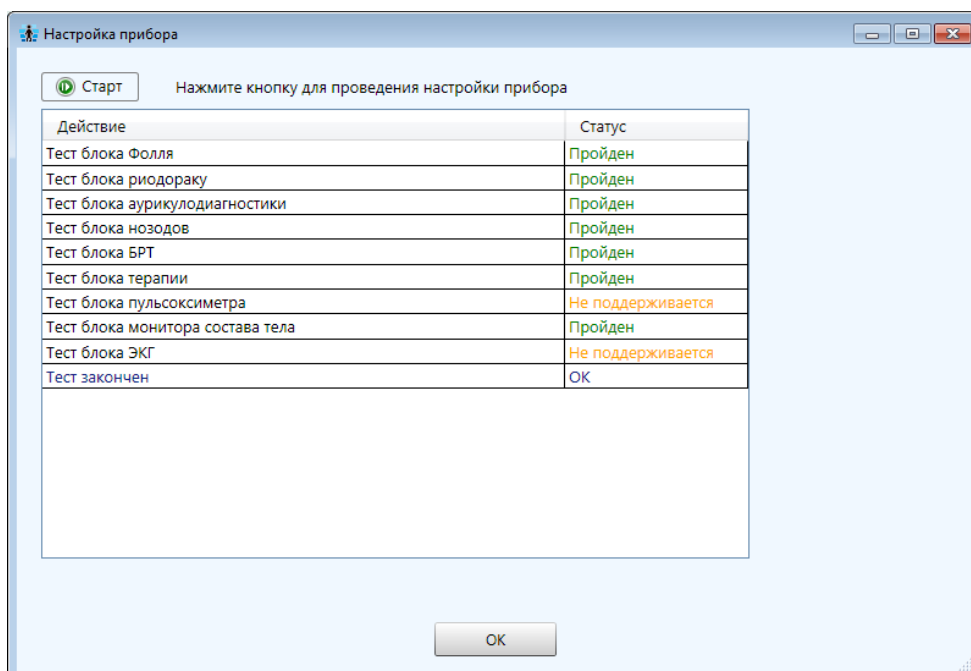 Настройка прибора
Старт Нажмите кнопку для проведения настройки прибора
Действие Статус
Тест блока Фолля Пройден
Тест блока риодораку Пройден
Тест блока аурикулодиагностики Пройден
Тест блока нозодов Пройден
Тест блока БРТ Пройден
Тест блока терапии Пройден
Тест блока пульсоксиметра Не поддерживается
Тест блока монитора состава тела Пройден
Тест блока ЭКГ Не поддерживается
Тест закончен ОК
ОК